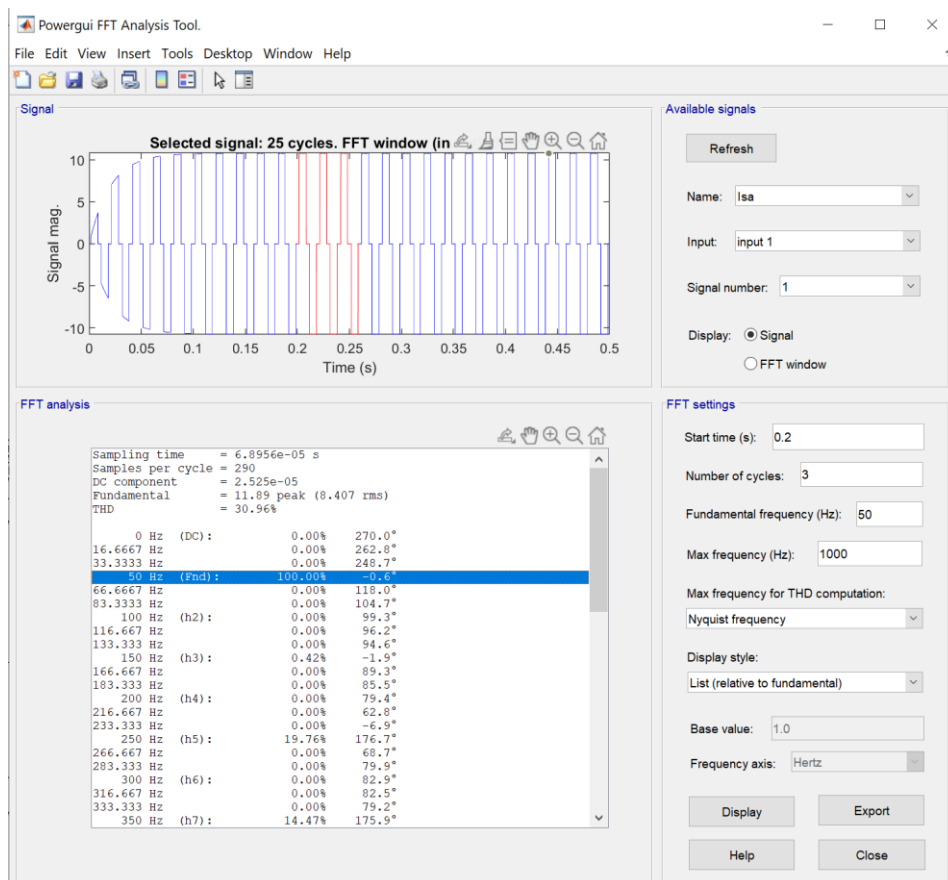 Powergui FFT Analysis Tool.
File Edit View Insert Tools Desktop Window Help
Signal
Selected signal: 25 cycles. FFT window (in
10
5
0
-5
-10
Signal mag.
0 0.05 0.1 0.15 0.2 0.25 0.3 0.35 0.4 0.45 0.5
Time (s)
Available signals
Refresh
Name: Isa
Input: input 1
Signal number: 1
Display: Signal
FFT window
FFT analysis
Sampling time = 6.8956e-05 s
Samples per cycle = 290
DC component = 2.525e-05
Fundamental = 11.89 peak (8.407 rms)
THD = 30.96%
0 Hz (DC): 0.00% 270.0°
16.6667 Hz 0.00% 262.8°
33.3333 Hz 0.00% 248.7°
50 Hz (Fnd): 100.00% -0.6°
66.6667 Hz 0.00% 118.0°
83.3333 Hz 0.00% 104.7°
100 Hz (h2): 0.00% 99.3°
116.667 Hz 0.00% 96.2°
133.333 Hz 0.00% 94.6°
150 Hz (h3): 0.42% -1.9°
166.667 Hz 0.00% 89.3°
183.333 Hz 0.00% 85.5°
200 Hz (h4): 0.00% 79.4°
216.667 Hz 0.00% 62.8°
233.333 Hz 0.00% -6.9°
250 Hz (h5): 19.76% 176.7°
266.667 Hz 0.00% 68.7°
283.333 Hz 0.00% 79.9°
300 Hz (h6): 0.00% 82.9°
316.667 Hz 0.00% 82.5°
333.333 Hz 0.00% 79.2°
350 Hz (h7): 14.47% 175.9°
FFT settings
Start time (s): 0.2
Number of cycles: 3
Fundamental frequency (Hz): 50
Max frequency (Hz): 1000
Max frequency for THD computation:
Nyquist frequency
Display style:
List (relative to fundamental)
Base value: 1.0
Frequency axis: Hertz
Display Export
Help Close